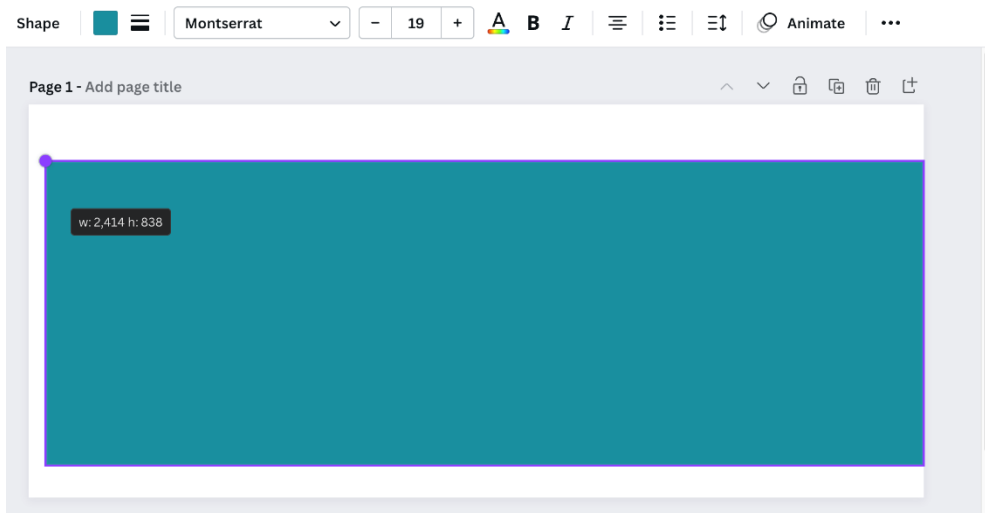 Shape Montserrat – 19 + A B I Animate
Page 1 - Add page title
w: 2,414 h: 838